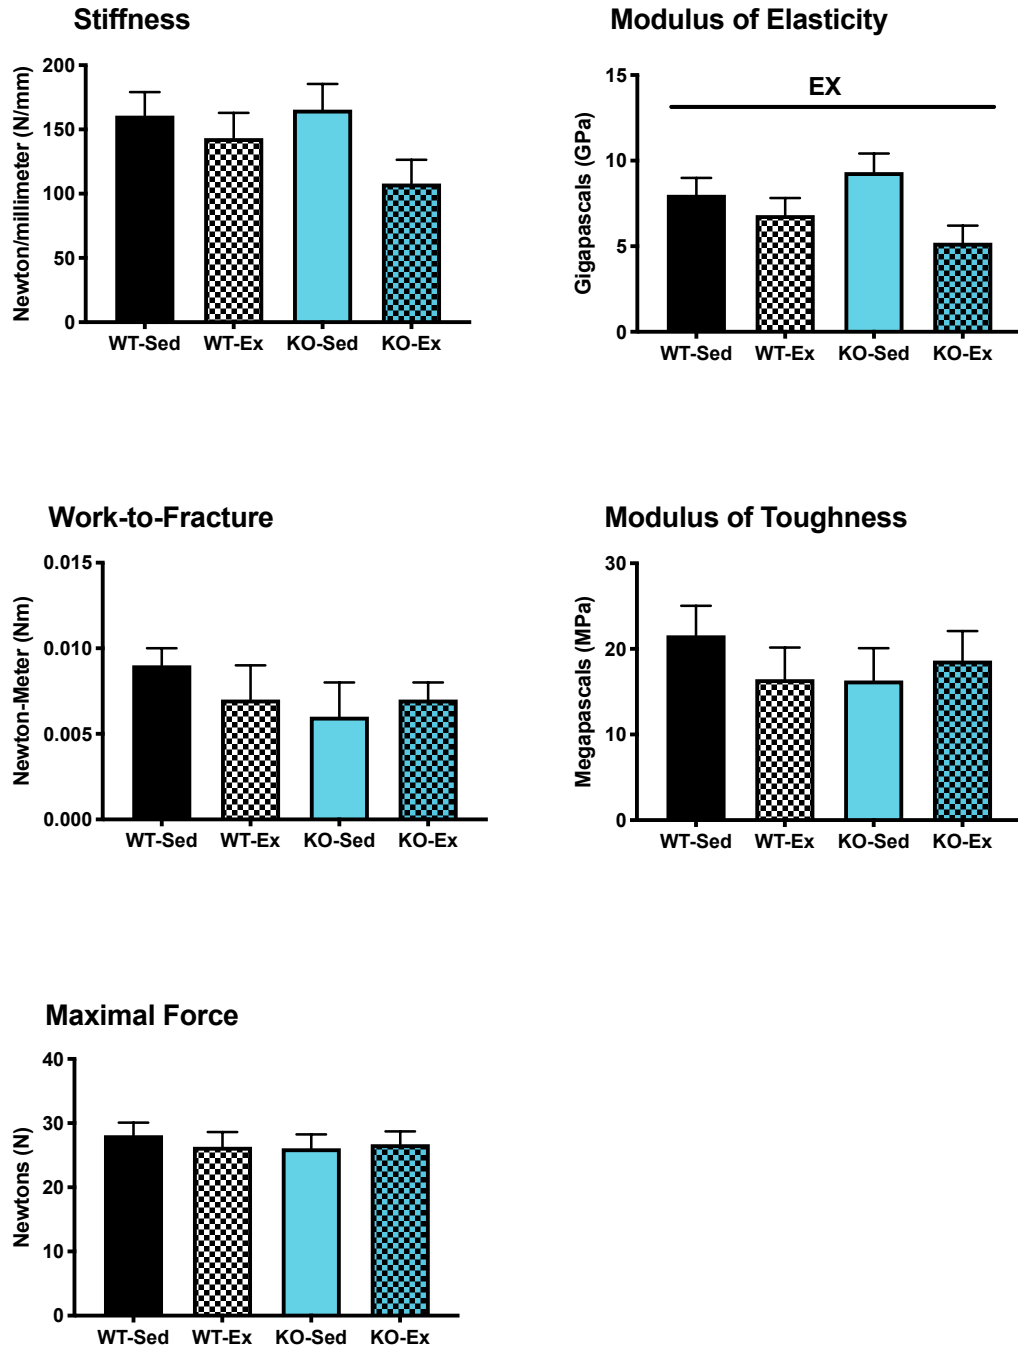 Stiffness
Newton/millimeter (N/mm)
200
150
100
50
0
WT-Sed WT-Ex KO-Sed KO-Ex
Modulus of Elasticity
Gigapascals (GPa)
EX
15
10
5
0
WT-Sed WT-Ex KO-Sed KO-Ex
Work-to-Fracture
Newton-Meter (Nm)
0.015
0.010
0.005
0.000
WT-Sed WT-Ex KO-Sed KO-Ex
Modulus of Toughness
Megapascals (MPa)
30
20
10
0
WT-Sed WT-Ex KO-Sed KO-Ex
Maximal Force
Newtons (N)
40
30
20
10
0
WT-Sed WT-Ex KO-Sed KO-Ex